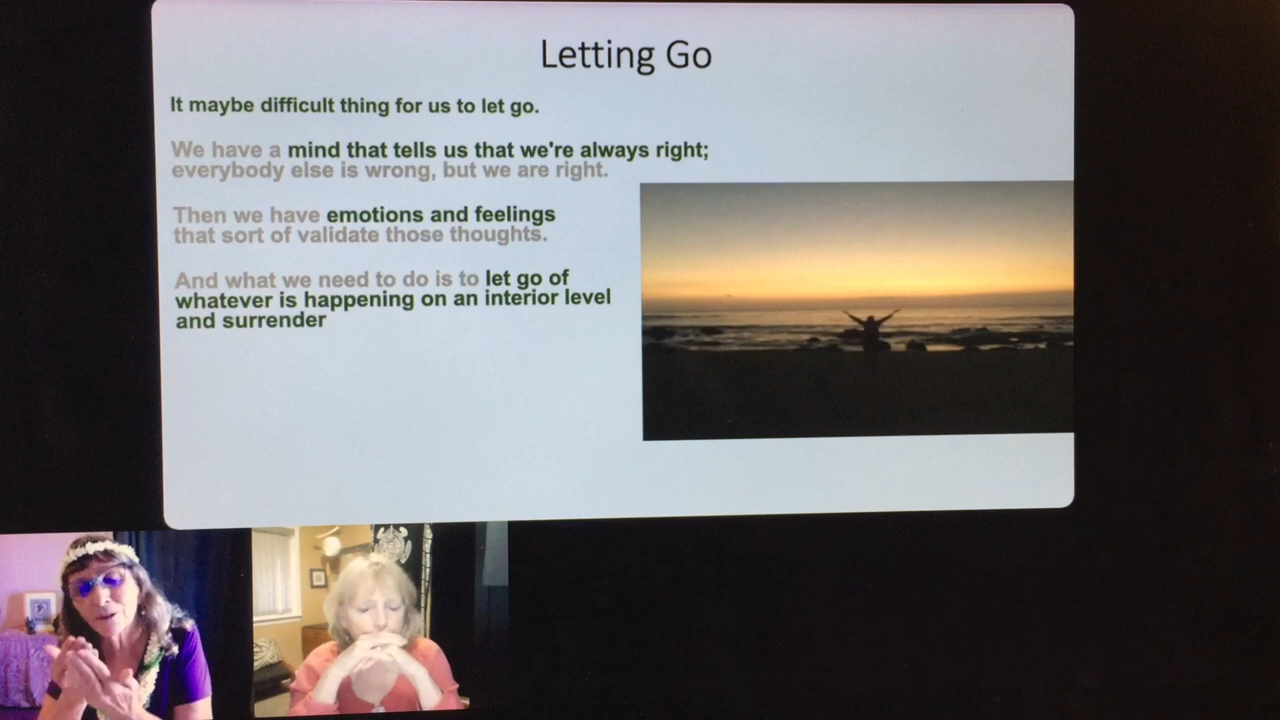 Letting Go
It maybe difficult thing for us to let go.
We have a mind that tells us that we're always right;
everybody else is wrong, but we are right.
Then we have emotions and feelings
that sort of validate those thoughts.
And what we need to do is to let go of
whatever is happening on an interior level
and surrender